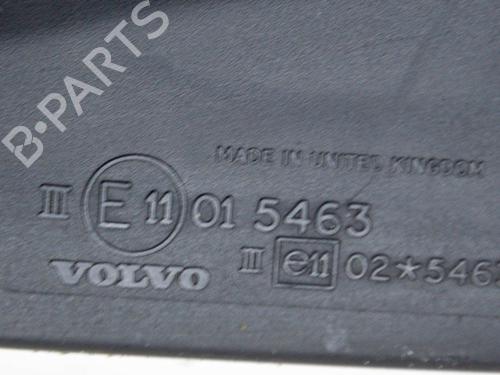 B-PARTS
MADE IN UNITED KINGDOM
III E 11 01 5463
VOLVO III e11 02*546